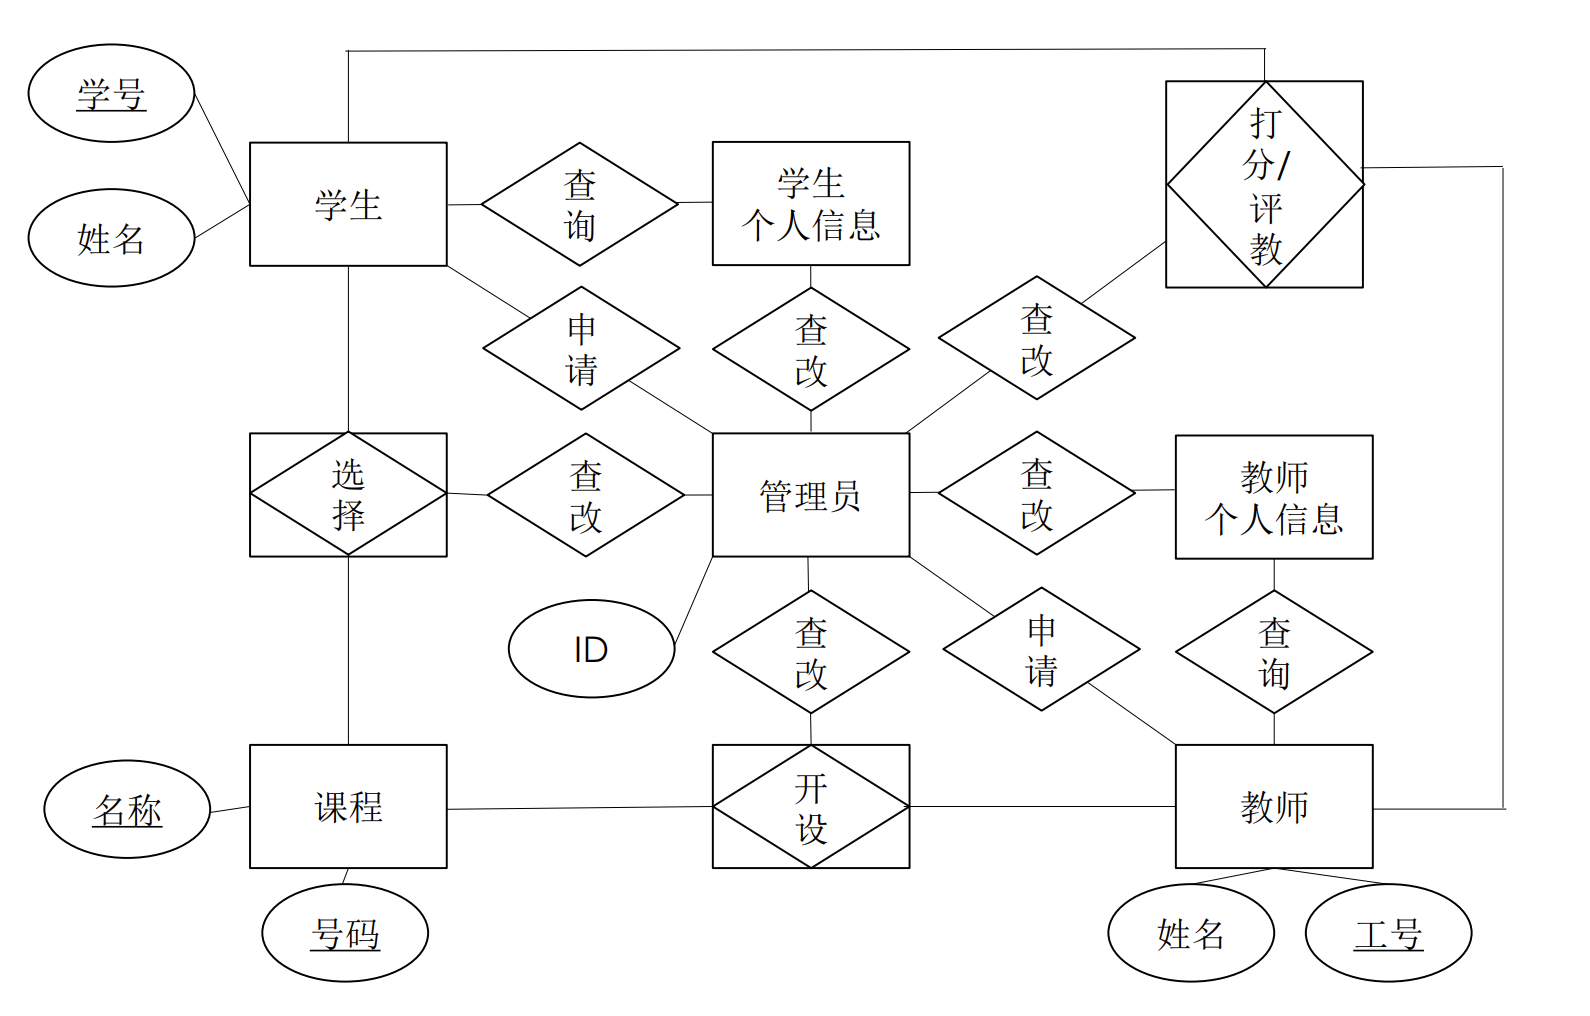 学号
姓名
学生
查
询
学生
个人信息
打
分/
评
教
申
请
查
改
查
改
选
择
查
改
管理员
查
改
教师
个人信息
ID
查
改
申
请
查
询
名称
课程
开
设
教师
号码
姓名
工号